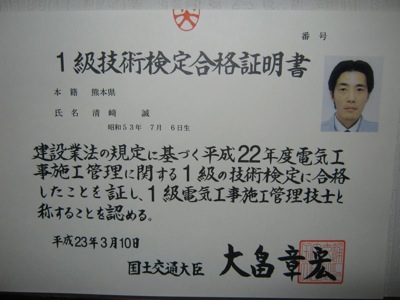 番号
1級技術検定合格証明書
本籍 熊本県
氏名 清﨑 誠
昭和53年 7月 6日生
建設業法の規定に基づく平成22年度電気工
事施工管理に関する1級の技術検定に合格
したことを証し、1級電気工事施工管理技士と
称することを認める。
平成23年3月10日
国土交通大臣 大畠章宏